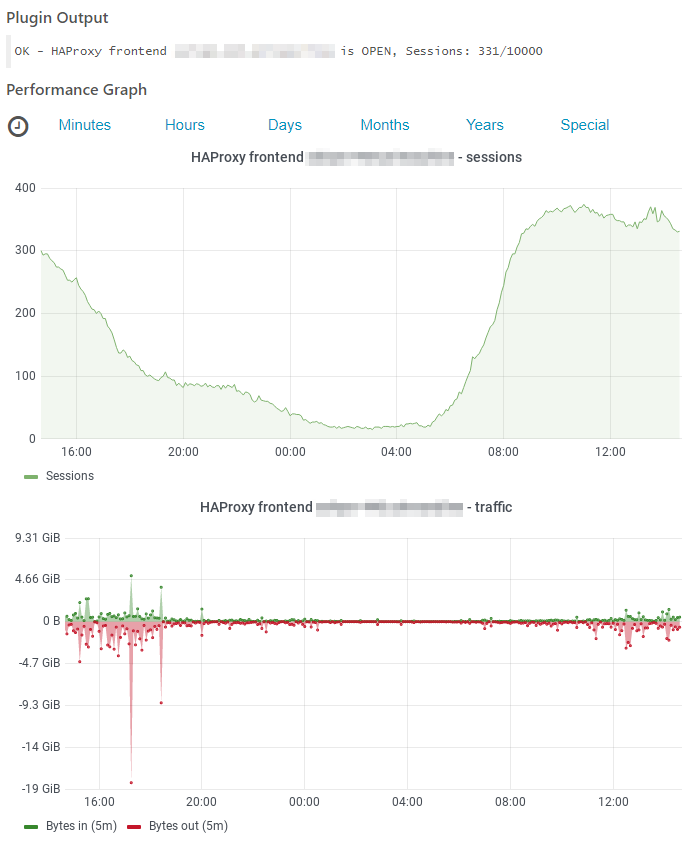 Plugin Output
OK - HAProxy frontend is OPEN, Sessions: 331/10000
Performance Graph
Minutes Hours Days Months Years Special
HAProxy frontend - sessions
400
300
200
100
0
16:00 20:00 00:00 04:00 08:00 12:00
Sessions
HAProxy frontend - traffic
9.31 GiB
4.66 GiB
0 B
-4.7 GiB
-9.3 GiB
-14 GiB
-19 GiB
16:00 20:00 00:00 04:00 08:00 12:00
Bytes in (5m) Bytes out (5m)